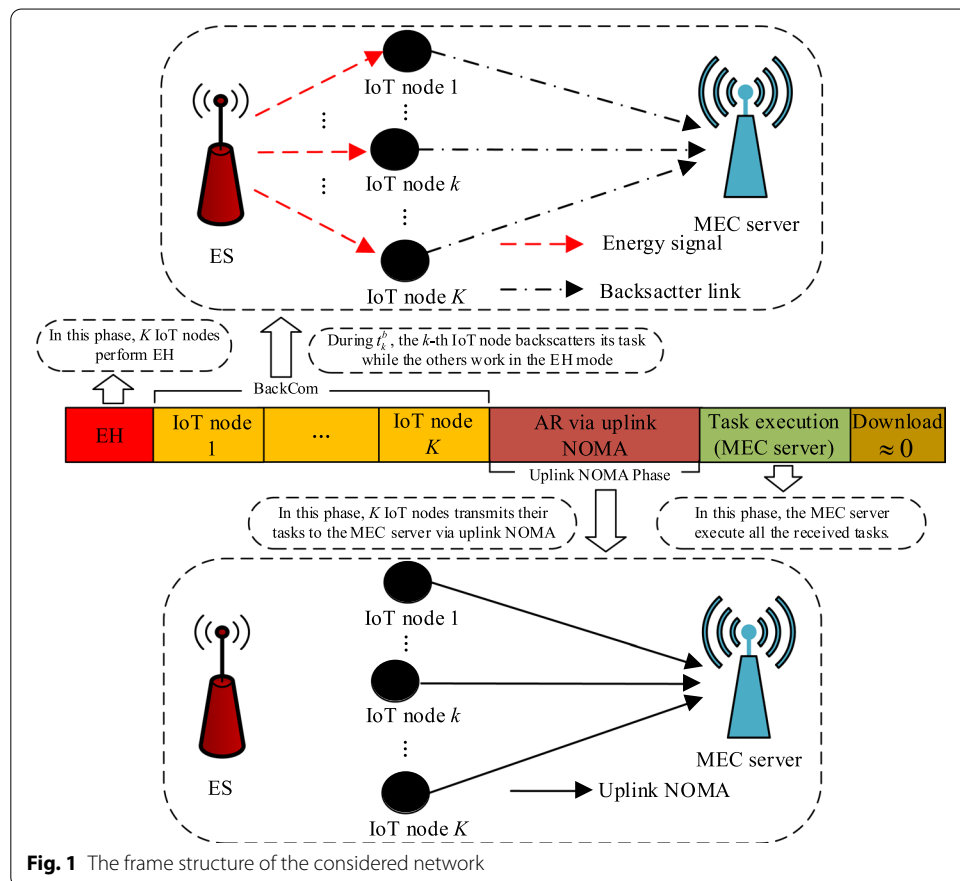 IoT node 1
IoT node k
IoT node K
ES
MEC server
Energy signal
Backsactter link
In this phase, K IoT nodes
perform EH
During t_k^b, the k-th IoT node backscatters its task
while the others work in the EH mode
BackCom
EH
IoT node
1
...
IoT node
K
AR via uplink
NOMA
Task execution
(MEC server)
Download
≈ 0
Uplink NOMA Phase
In this phase, K IoT nodes transmits their
tasks to the MEC server via uplink NOMA
In this phase, the MEC server
execute all the received tasks.
IoT node 1
IoT node k
IoT node K
ES
MEC server
Uplink NOMA
Fig. 1 The frame structure of the considered network